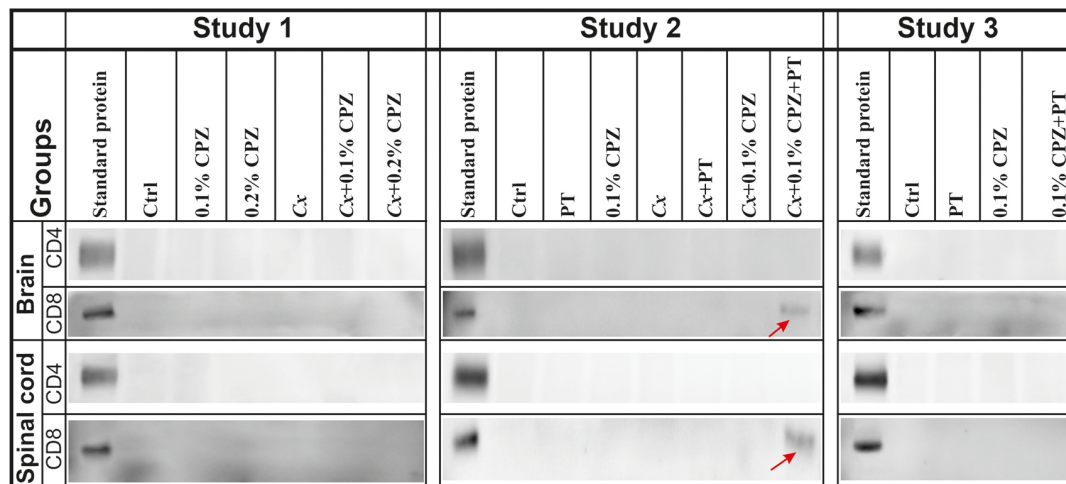 Study 1 Study 2 Study 3
Groups
Standard protein
Ctrl
0.1% CPZ
0.2% CPZ
Cx
Cx+0.1% CPZ
Cx+0.2% CPZ
Standard protein
Ctrl
PT
0.1% CPZ
Cx
Cx+PT
Cx+0.1% CPZ
Cx+0.1% CPZ+PT
Standard protein
Ctrl
PT
0.1% CPZ
0.1% CPZ+PT
Brain
CD4
CD8
Spinal cord
CD4
CD8